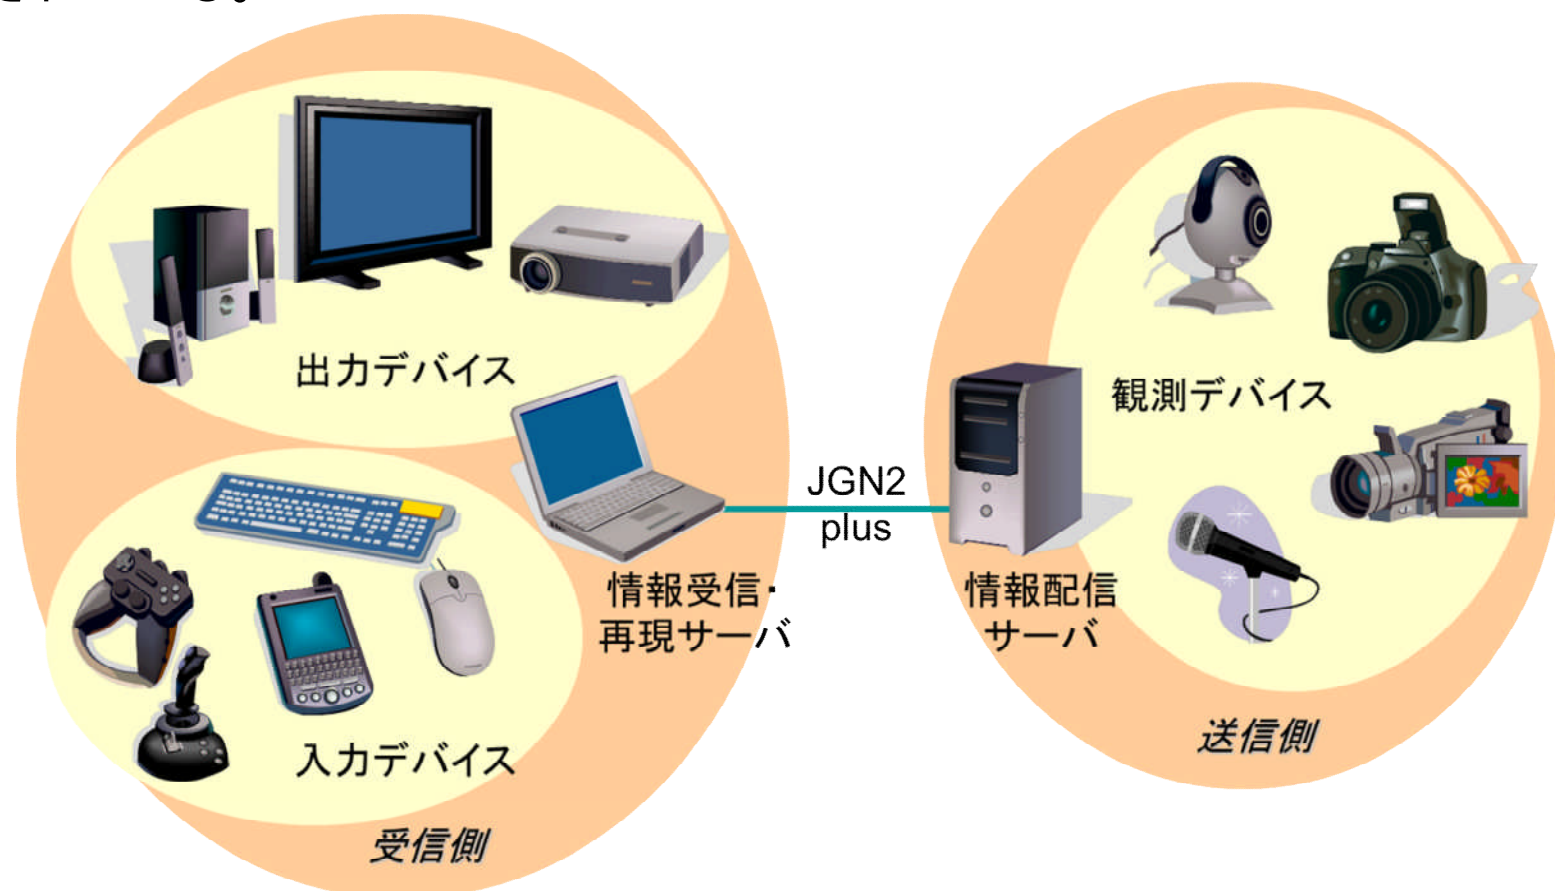 出力デバイス
観測デバイス
JGN2
plus
情報受信・
再現サーバ
情報配信
サーバ
送信側
入力デバイス
受信側